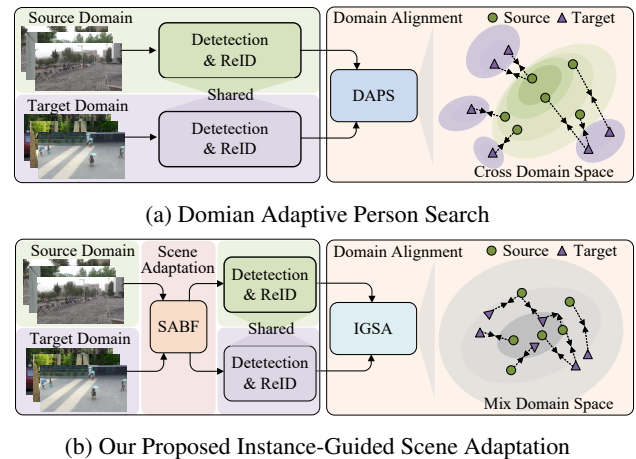 Source Domain
Detetection
& ReID
Shared
Target Domain
Detetection
& ReID
Domain Alignment
Source
Target
DAPS
Cross Domain Space
(a) Domian Adaptive Person Search
Source Domain
Scene
Adaptation
Detetection
& ReID
SABF
Shared
Target Domain
Detetection
& ReID
Domain Alignment
Source
Target
IGSA
Mix Domain Space
(b) Our Proposed Instance-Guided Scene Adaptation